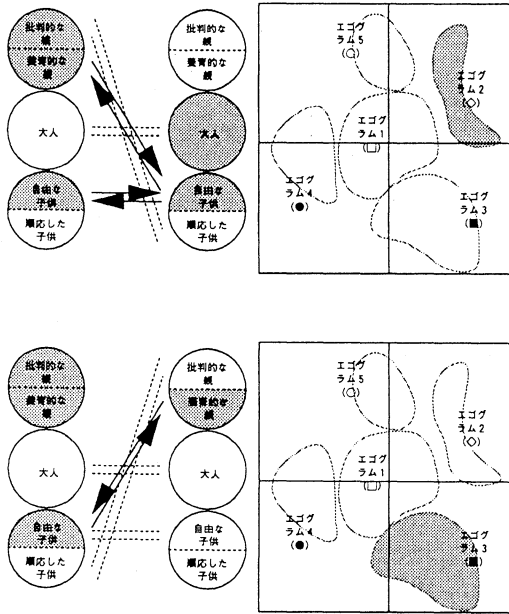 批判的な
親
養育的な
親
大人
自由な
子供
順応した
子供
批判的な
親
養育的な
親
大人
自由な
子供
順応した
子供
エゴグ
ラム5
(○)
エゴグ
ラム2
(◇)
エゴグ
ラム1
(□)
エゴグ
ラム4
(●)
エゴグ
ラム3
(■)
批判的な
親
養育的な
親
大人
自由な
子供
順応した
子供
批判的な
親
養育的な
親
大人
自由な
子供
順応した
子供
エゴグ
ラム5
(○)
エゴグ
ラム2
(◇)
エゴグ
ラム1
(□)
エゴグ
ラム4
(●)
エゴグ
ラム3
(■)